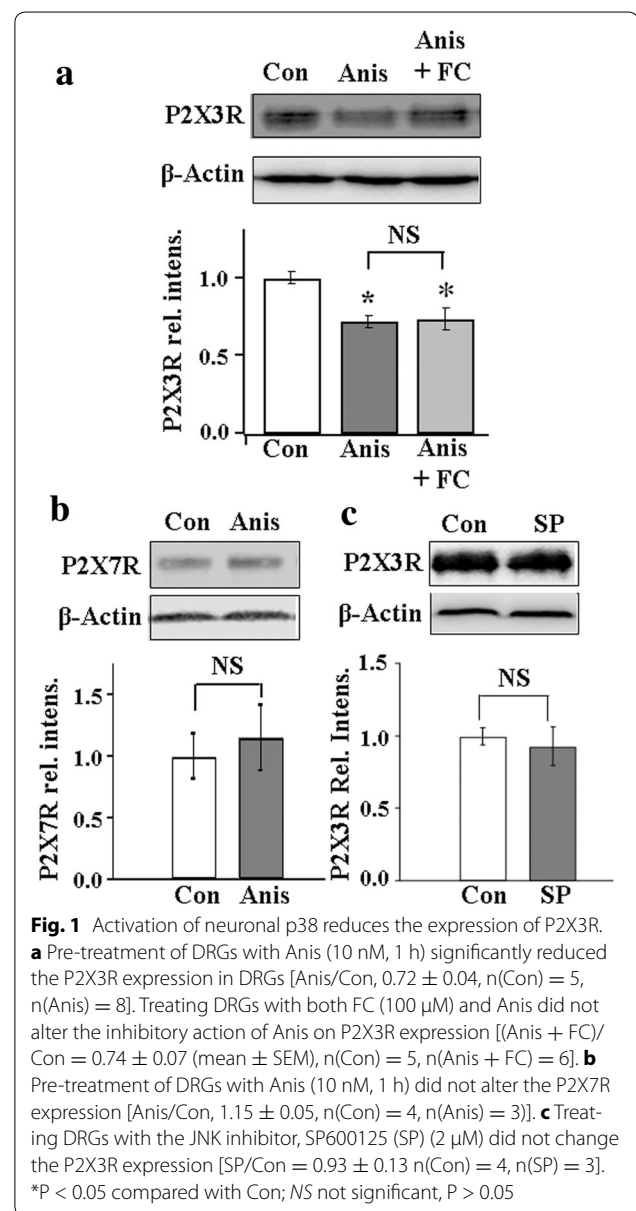 a
Con Anis Anis + FC
P2X3R
β-Actin
NS
* *
P2X3R rel. intens.
1.0
0.5
0.0
Con Anis Anis + FC
b
Con Anis
P2X7R
β-Actin
NS
P2X7R rel. intens.
1.5
1.0
0.5
0.0
Con Anis
c
Con SP
P2X3R
β-Actin
NS
P2X3R Rel. Intens.
1.5
1.0
0.5
0.0
Con SP
Fig. 1 Activation of neuronal p38 reduces the expression of P2X3R.
a Pre-treatment of DRGs with Anis (10 nM, 1 h) significantly reduced
the P2X3R expression in DRGs [Anis/Con, 0.72 ± 0.04, n(Con) = 5,
n(Anis) = 8]. Treating DRGs with both FC (100 μM) and Anis did not
alter the inhibitory action of Anis on P2X3R expression [(Anis + FC)/
Con = 0.74 ± 0.07 (mean ± SEM), n(Con) = 5, n(Anis + FC) = 6]. b
Pre-treatment of DRGs with Anis (10 nM, 1 h) did not alter the P2X7R
expression [Anis/Con, 1.15 ± 0.05, n(Con) = 4, n(Anis) = 3)]. c Treat-
ing DRGs with the JNK inhibitor, SP600125 (SP) (2 μM) did not change
the P2X3R expression [SP/Con = 0.93 ± 0.13 n(Con) = 4, n(SP) = 3].
*P < 0.05 compared with Con; NS not significant, P > 0.05